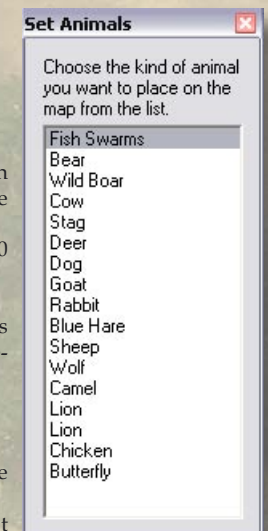 Set Animals
Choose the kind of animal
you want to place on the
map from the list.
Fish Swarms
Bear
Wild Boar
Cow
Stag
Deer
Dog
Goat
Rabbit
Blue Hare
Sheep
Wolf
Camel
Lion
Lion
Chicken
Butterfly